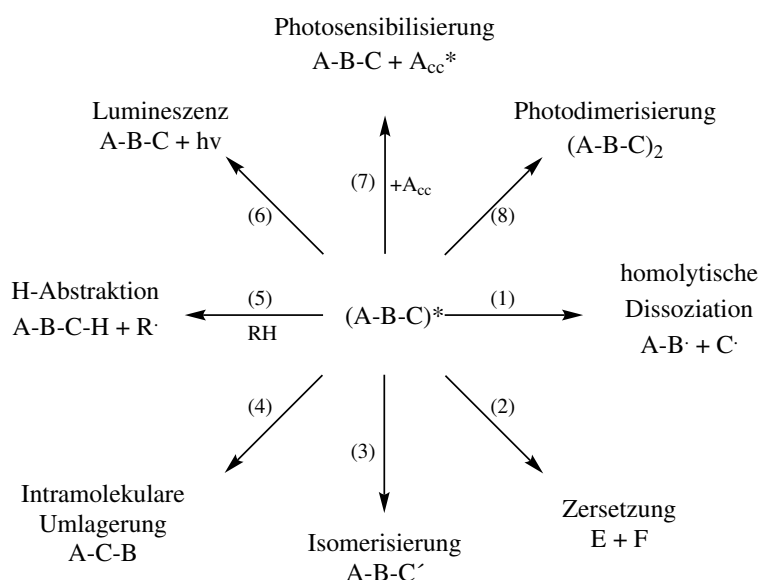 Photosensibilisierung
A-B-C + Acc*
Lumineszenz
A-B-C + hν
Photodimerisierung
(A-B-C)2
(7)
+Acc
(6)
(8)
H-Abstraktion
A-B-C-H + R·
(5)
RH
(A-B-C)*
(1)
homolytische
Dissoziation
A-B· + C·
(4)
(3)
(2)
Intramolekulare
Umlagerung
A-C-B
Isomerisierung
A-B-C´
Zersetzung
E + F